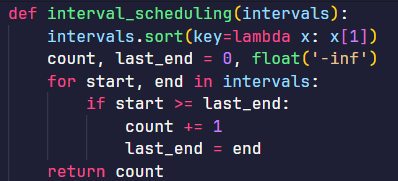 def interval_scheduling(intervals):
    intervals.sort(key=lambda x: x[1])
    count, last_end = 0, float('-inf')
    for start, end in intervals:
        if start >= last_end:
            count += 1
            last_end = end
    return count